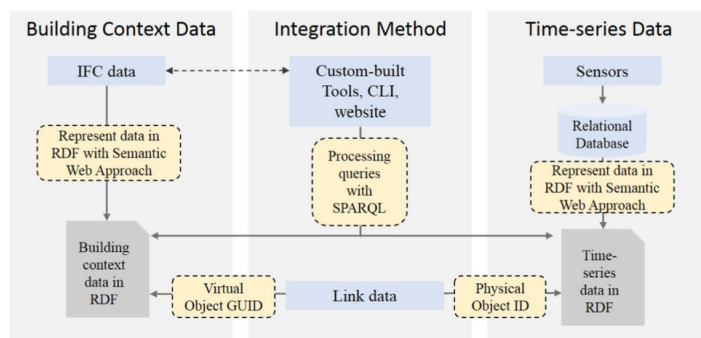 Building Context Data
Integration Method
Time-series Data
IFC data
Custom-built
Tools, CLI,
website
Sensors
Relational
Database
Represent data in
RDF with Semantic
Web Approach
Processing
queries
with
SPARQL
Represent data in
RDF with Semantic
Web Approach
Building
context
data in
RDF
Time-
series
data in
RDF
Virtual
Object GUID
Link data
Physical
Object ID